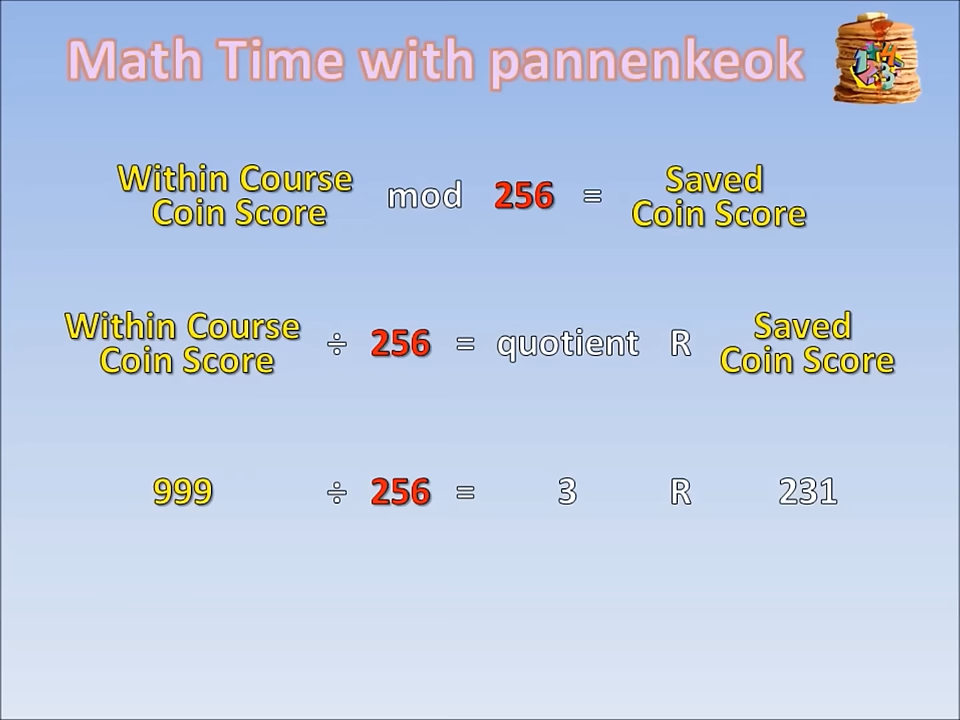 Math Time with pannenkeok
Within Course Coin Score mod 256 = Saved Coin Score
Within Course Coin Score ÷ 256 = quotient R Saved Coin Score
999 ÷ 256 = 3 R 231